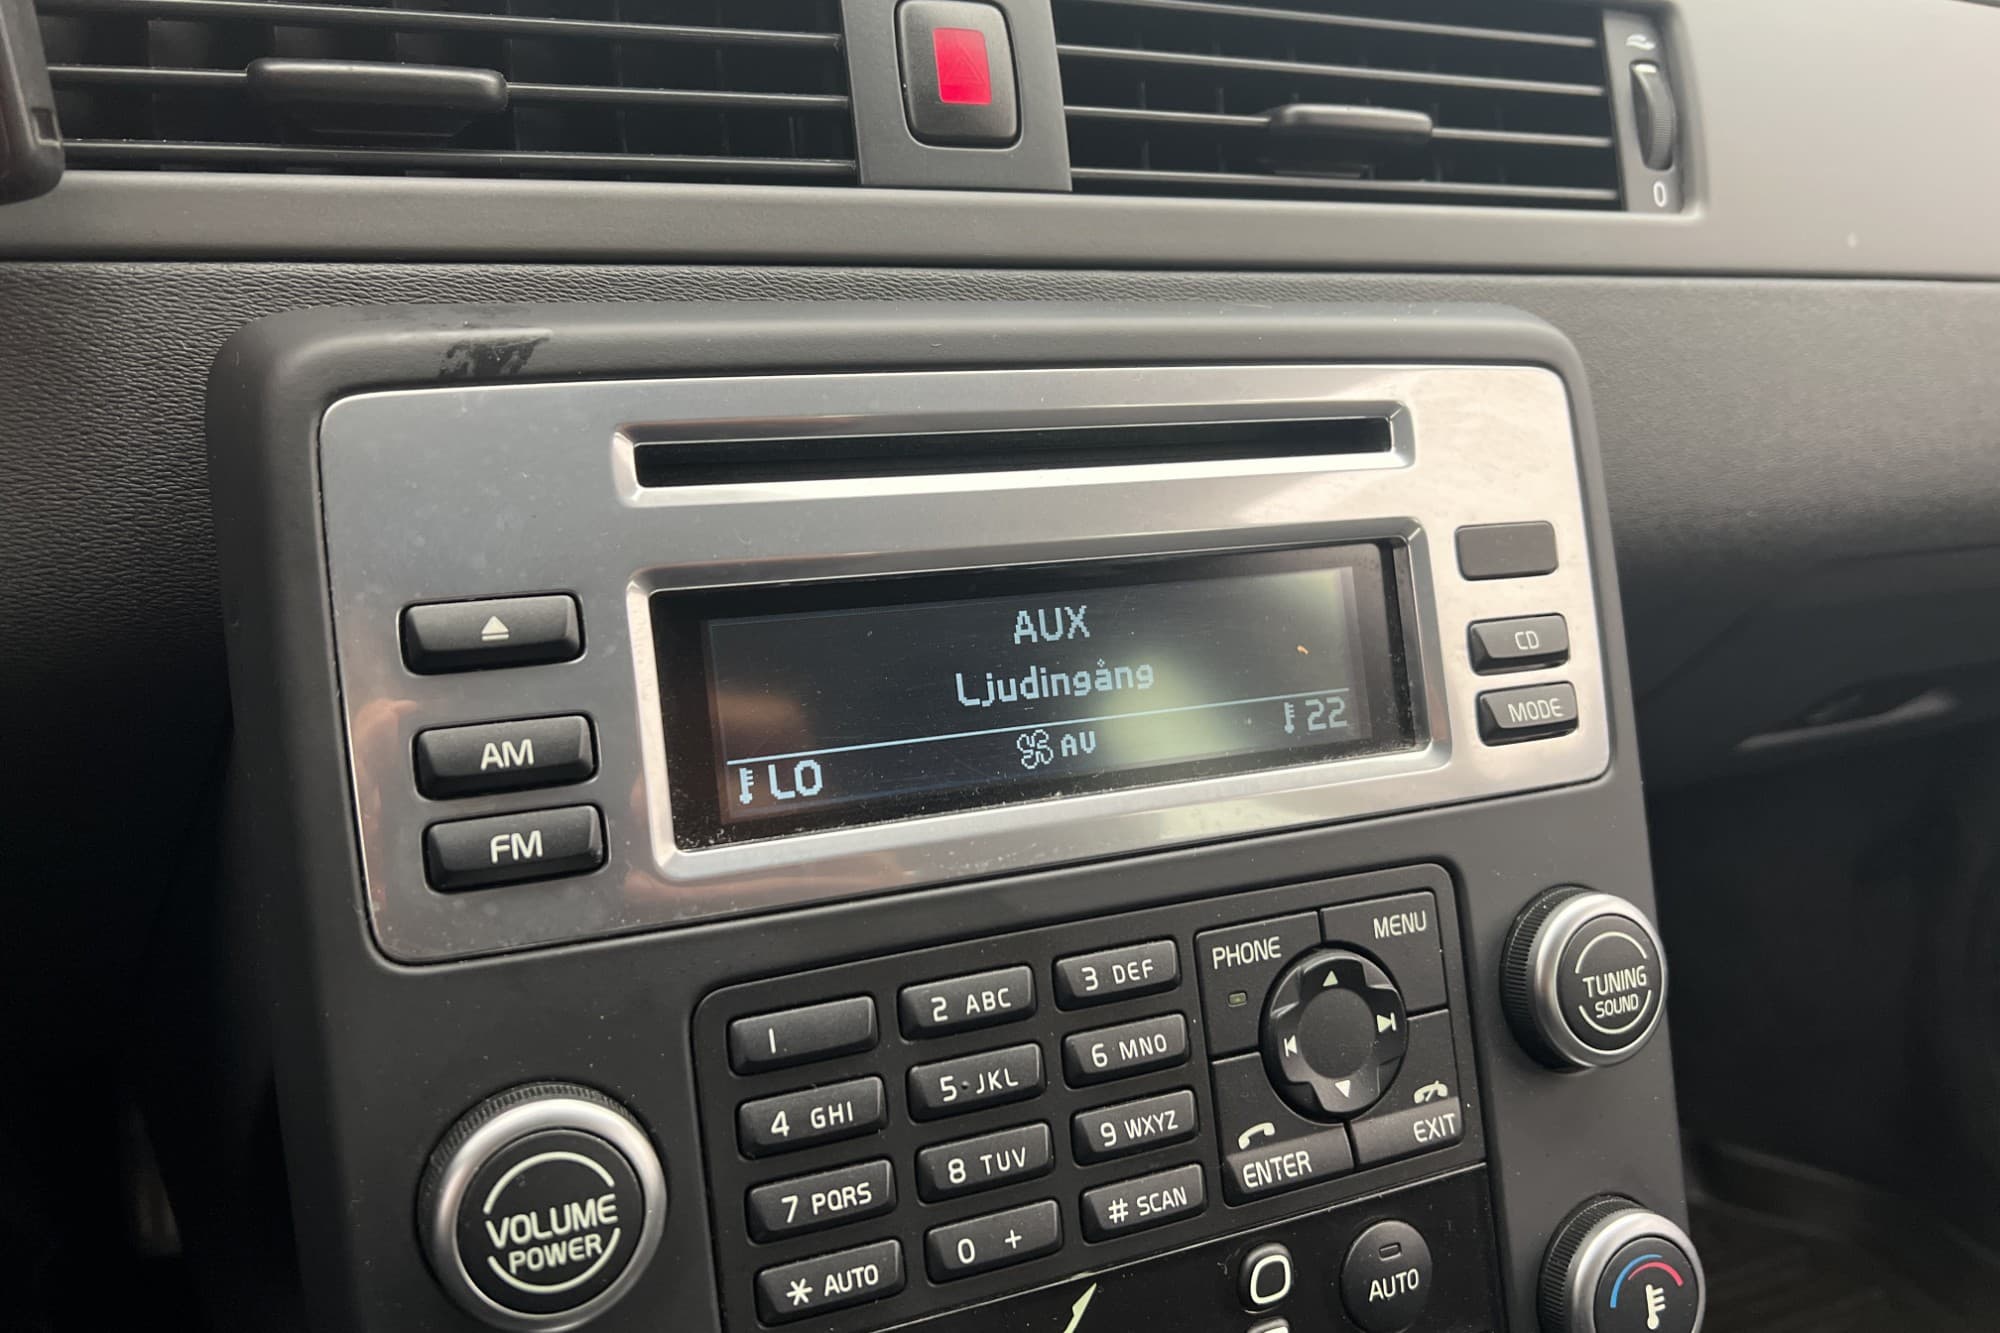 0
AUX
Ljudingång
LO
AV
22
AM
FM
CD
MODE
1
2 ABC
3 DEF
4 GHI
5 JKL
6 MNO
7 PQRS
8 TUV
9 WXYZ
* AUTO
0 +
# SCAN
PHONE
MENU
ENTER
EXIT
VOLUME
POWER
TUNING
SOUND
AUTO